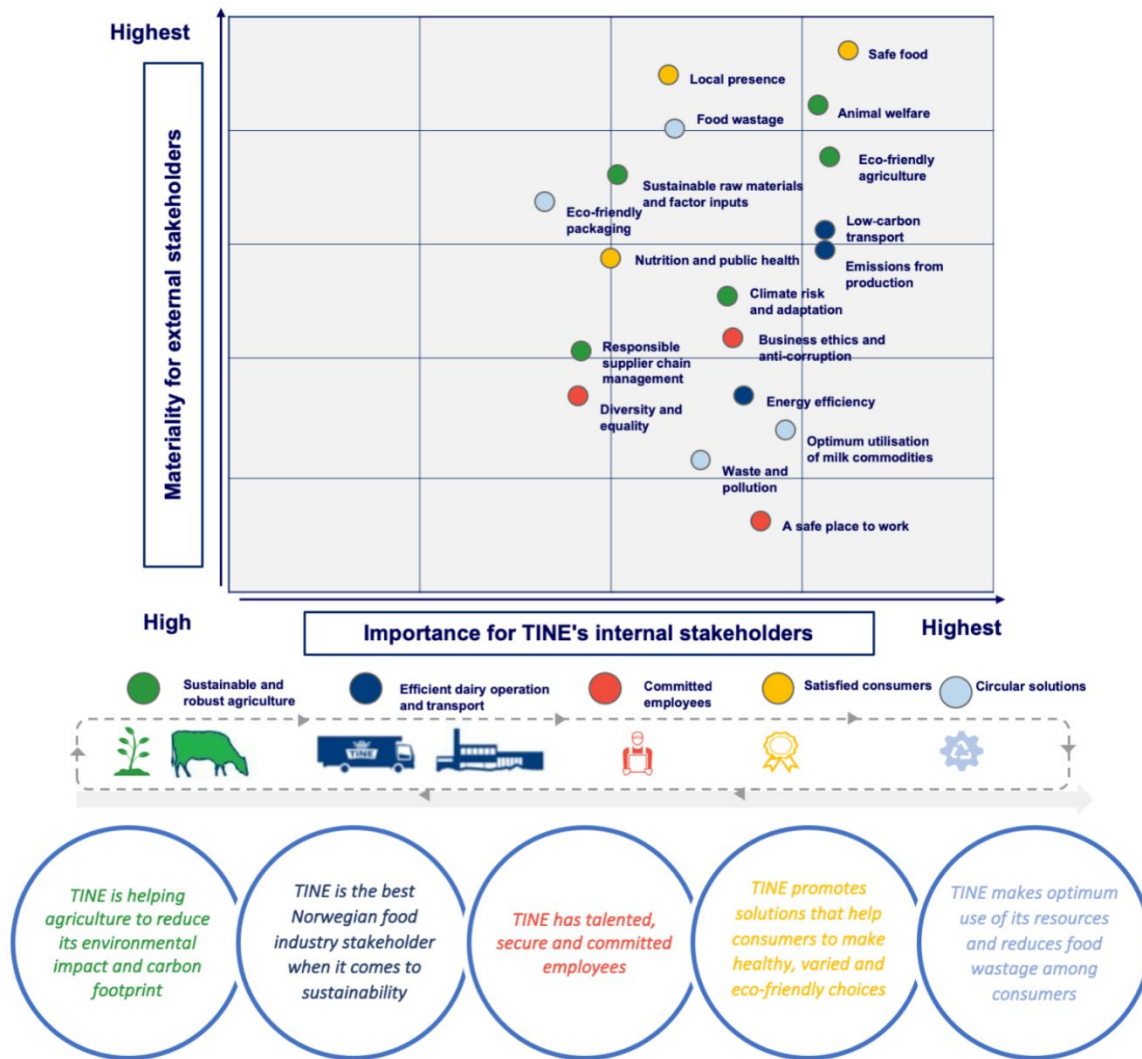 Highest
Materiality for external stakeholders
Safe food
Local presence
Animal welfare
Food wastage
Eco-friendly
agriculture
Sustainable raw materials
and factor inputs
Eco-friendly
packaging
Low-carbon
transport
Nutrition and public health
Emissions from
production
Climate risk
and adaptation
Business ethics and
anti-corruption
Responsible
supplier chain
management
Diversity and
equality
Energy efficiency
Optimum utilisation
of milk commodities
Waste and
pollution
A safe place to work
High
Importance for TINE's internal stakeholders
Highest
Sustainable and
robust agriculture
Efficient dairy operation
and transport
Committed
employees
Satisfied consumers
Circular solutions
TINE
TINE is helping
agriculture to reduce
its environmental
impact and carbon
footprint
TINE is the best
Norwegian food
industry stakeholder
when it comes to
sustainability
TINE has talented,
secure and committed
employees
TINE promotes
solutions that help
consumers to make
healthy, varied and
eco-friendly choices
TINE makes optimum
use of its resources
and reduces food
wastage among
consumers